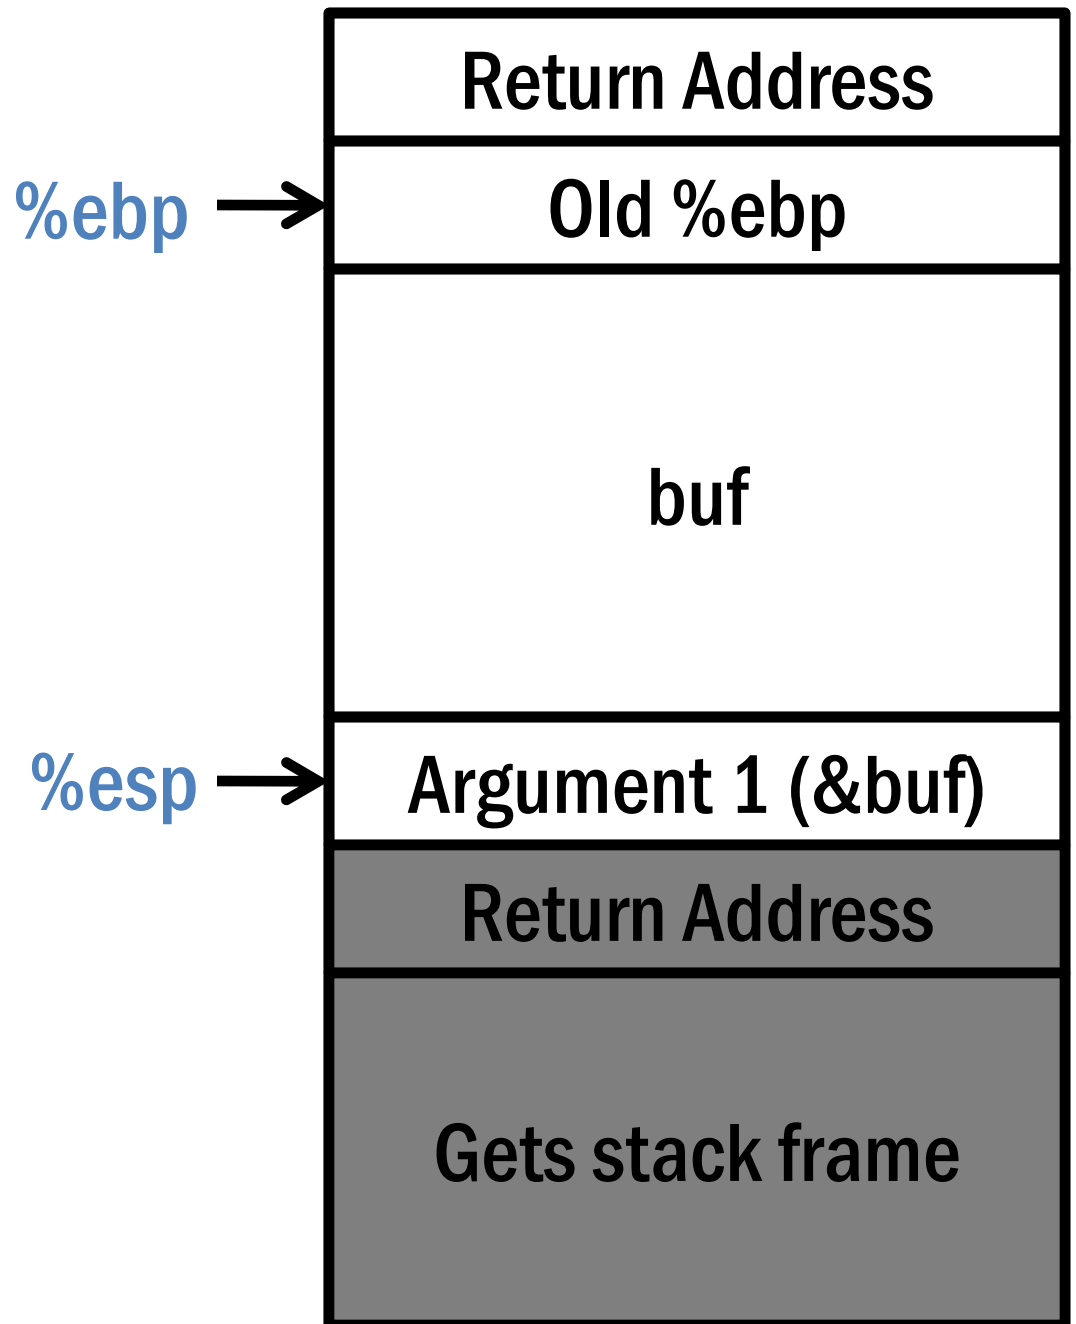 Return Address
%ebp
Old %ebp
buf
%esp
Argument 1 (&buf)
Return Address
Gets stack frame